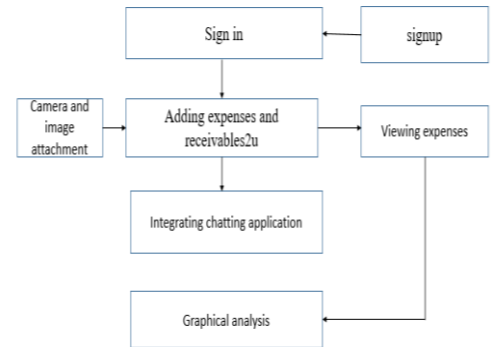 Sign in
signup
Camera and
image
attachment
Adding expenses and
receivables2u
Viewing expenses
Integrating chatting application
Graphical analysis